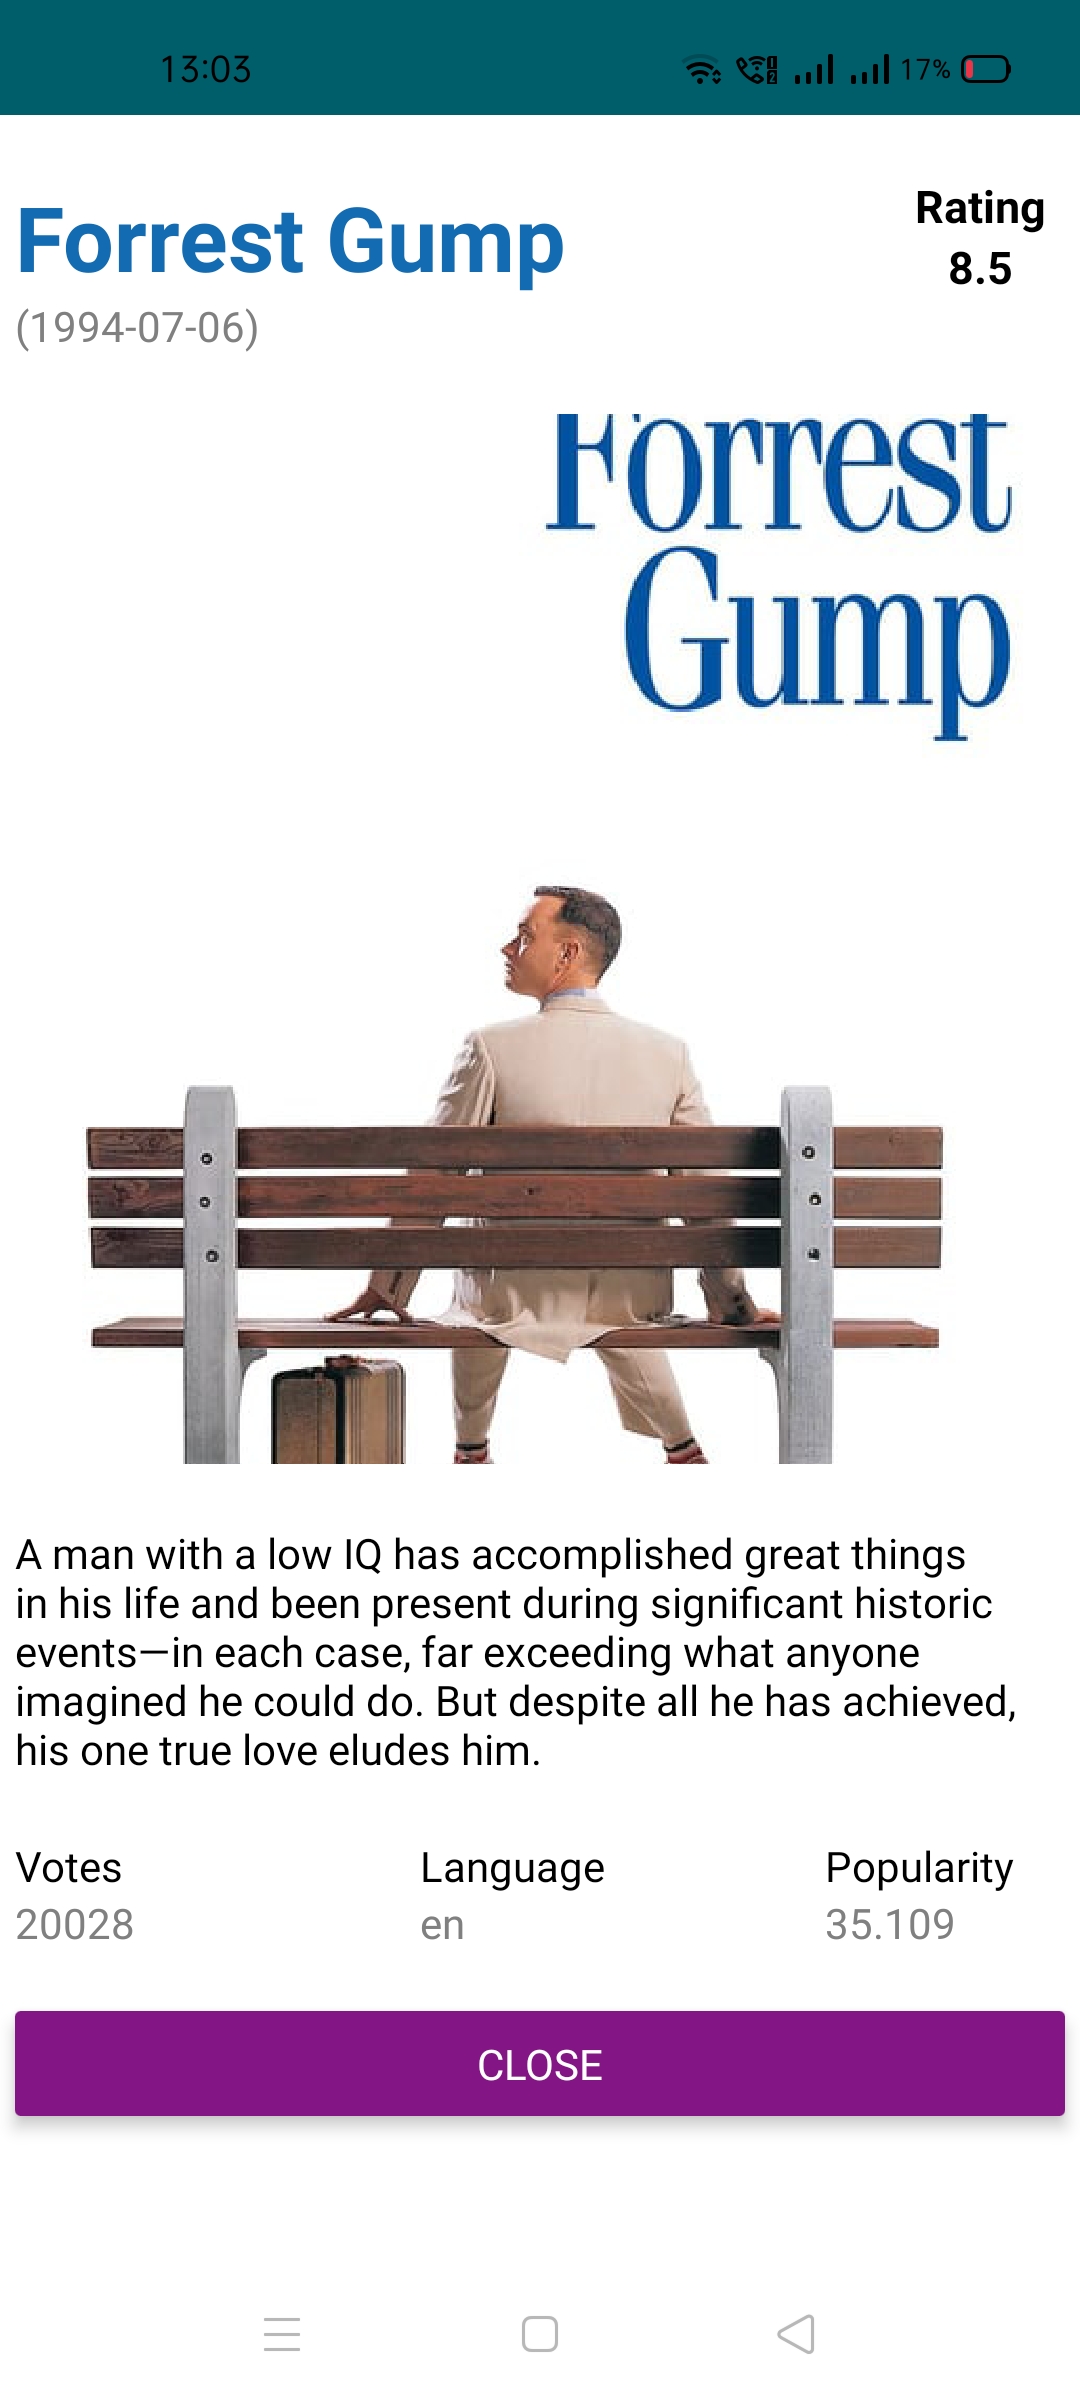 13:03
17%
Forrest Gump
Rating
8.5
(1994-07-06)
Forrest
Gump
A man with a low IQ has accomplished great things
in his life and been present during significant historic
events—in each case, far exceeding what anyone
imagined he could do. But despite all he has achieved,
his one true love eludes him.
Votes
Language
Popularity
20028
en
35.109
CLOSE